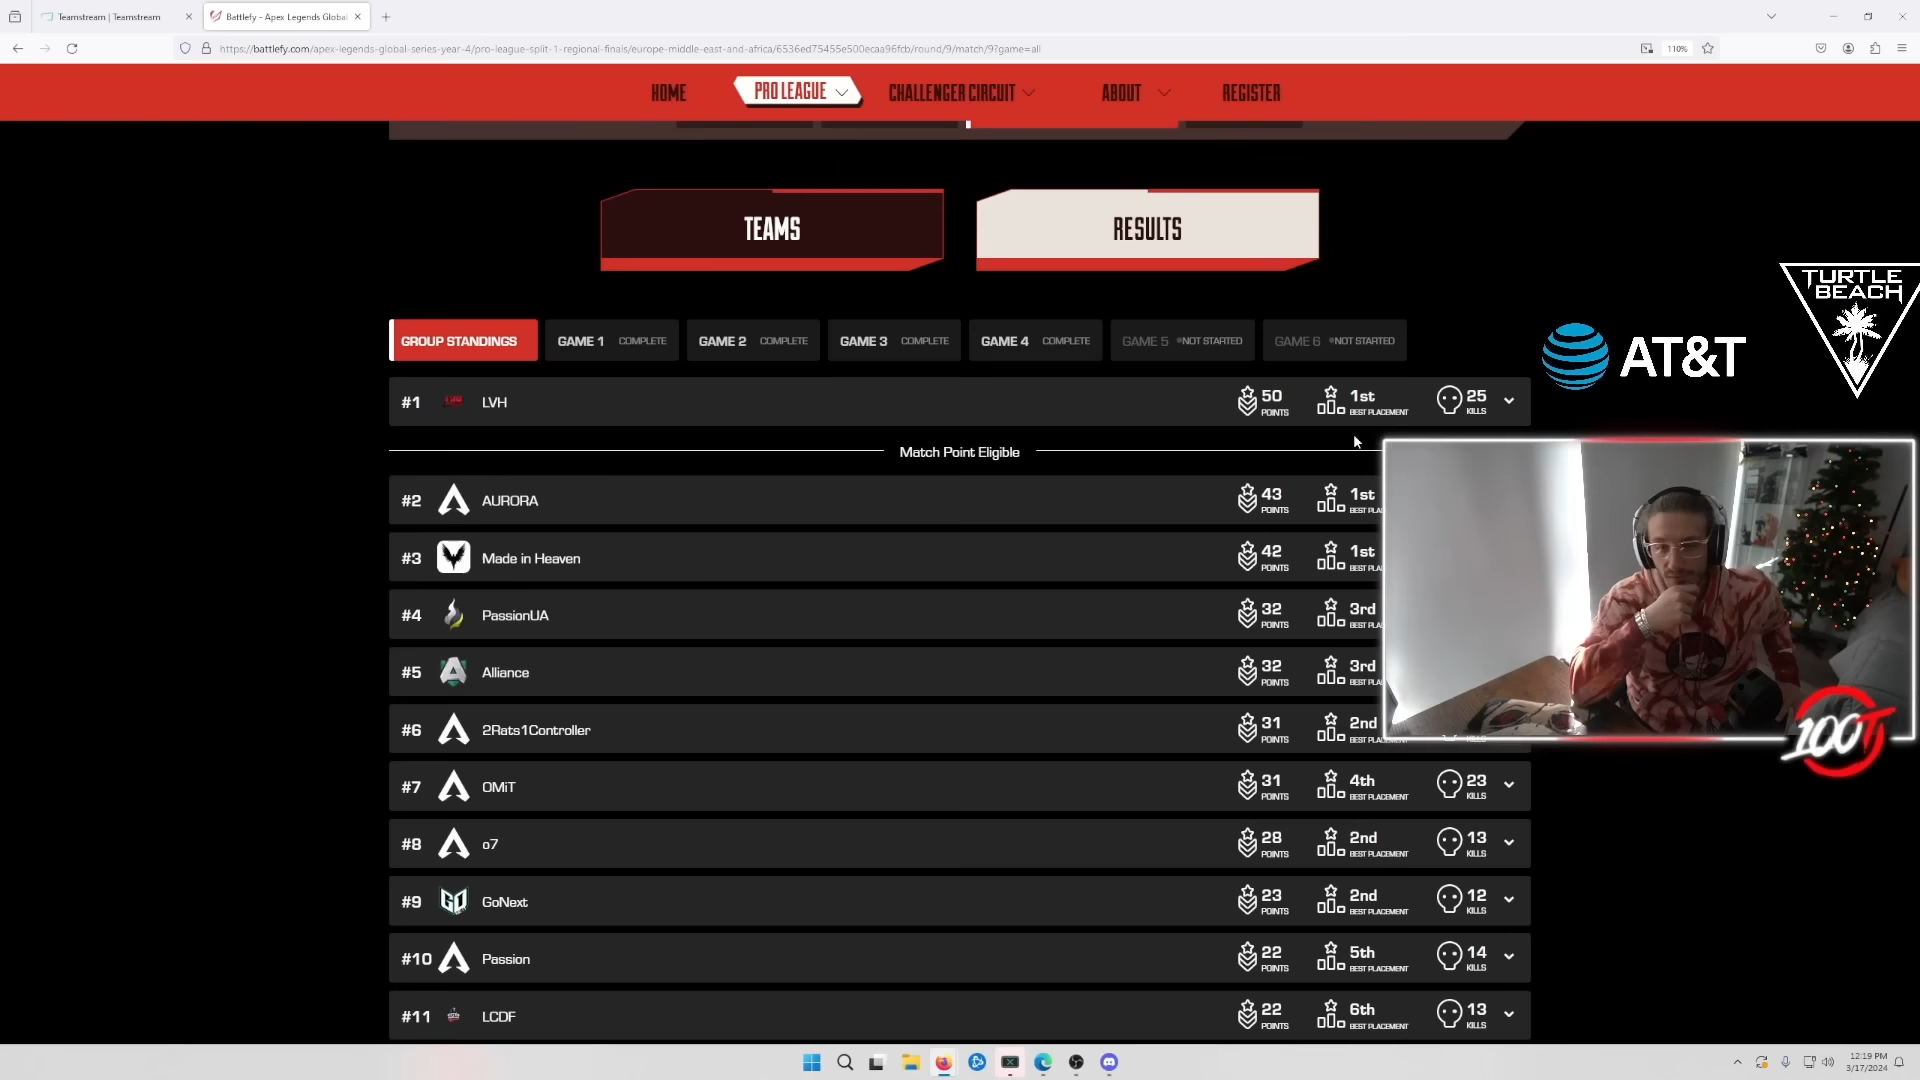 Teamstream | Teamstream
Battlefy - Apex Legends Global
https://battlefy.com/apex-legends-global-series-year-4/pro-league-split-1-regional-finals/europe-middle-east-and-africa/6536ed75455e500ecaa96fcb/round/9/match/9?game=all
110%
HOME PRO LEAGUE CHALLENGER CIRCUIT ABOUT REGISTER
TEAMS RESULTS
GROUP STANDINGS GAME 1 COMPLETE GAME 2 COMPLETE GAME 3 COMPLETE GAME 4 COMPLETE GAME 5 NOT STARTED GAME 6 NOT STARTED
#1 LVH 50 POINTS 1st BEST PLACEMENT 25 KILLS
Match Point Eligible
#2 AURORA 43 POINTS 1st
#3 Made in Heaven 42 POINTS 1st
#4 PassionUA 32 POINTS 3rd
#5 Alliance 32 POINTS 3rd
#6 2Rats1Controller 31 POINTS 2nd
#7 OMiT 31 POINTS 4th BEST PLACEMENT 23 KILLS
#8 o7 28 POINTS 2nd BEST PLACEMENT 13 KILLS
#9 GoNext 23 POINTS 2nd BEST PLACEMENT 12 KILLS
#10 Passion 22 POINTS 5th BEST PLACEMENT 14 KILLS
#11 LCDF 22 POINTS 6th BEST PLACEMENT 13 KILLS
AT&T
TURTLE
BEACH
100T
12:19 PM
3/17/2024